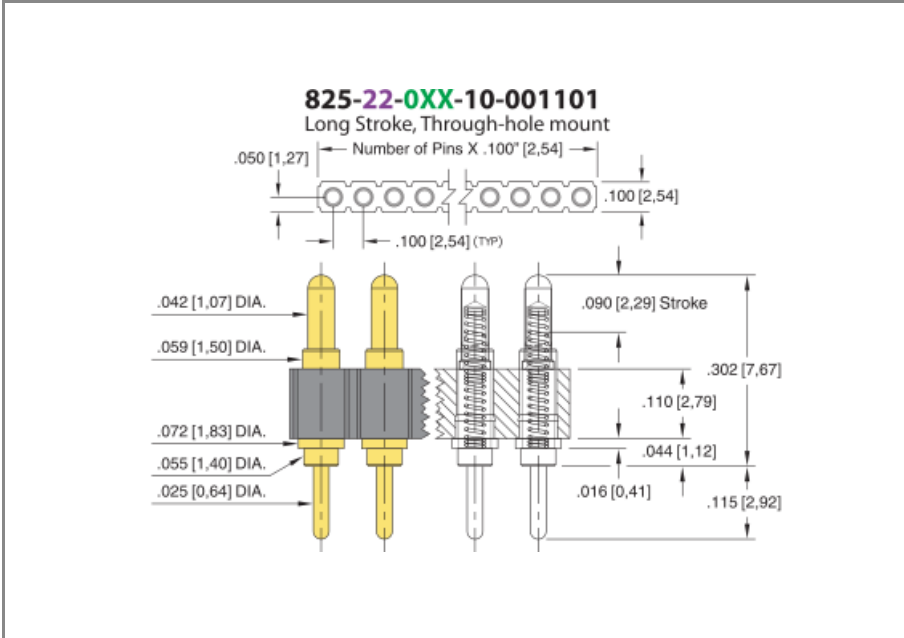 825-22-0XX-10-001101
Long Stroke, Through-hole mount
Number of Pins X .100" [2,54]
.050 [1,27]
.100 [2,54]
.100 [2,54] (TYP)
.042 [1,07] DIA.
.090 [2,29] Stroke
.059 [1,50] DIA.
.302 [7,67]
.110 [2,79]
.072 [1,83] DIA.
.044 [1,12]
.055 [1,40] DIA.
.025 [0,64] DIA.
.016 [0,41]
.115 [2,92]